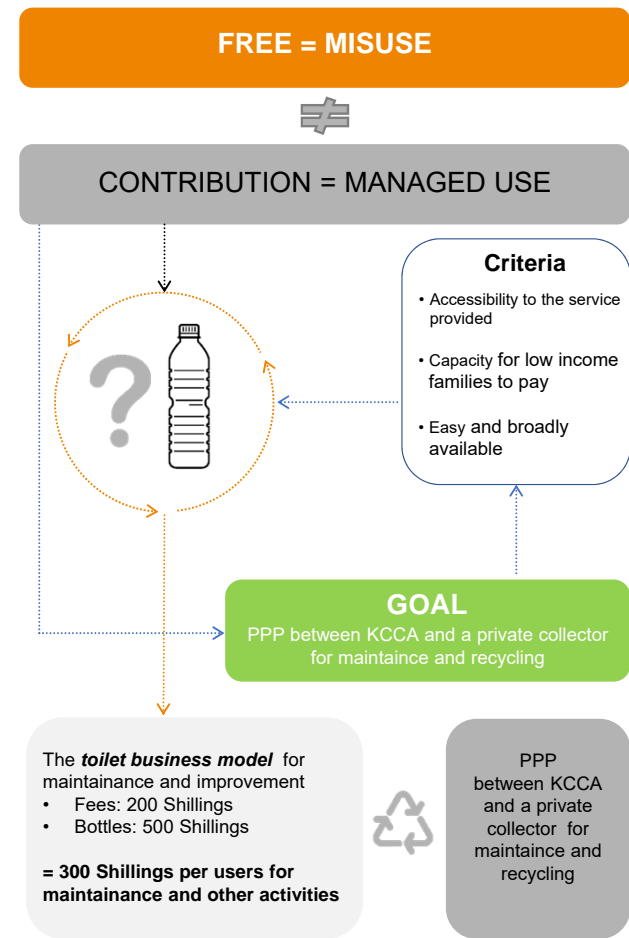 FREE = MISUSE
≠
CONTRIBUTION = MANAGED USE
?
Criteria
• Accessibility to the service
provided
• Capacity for low income
families to pay
• Easy and broadly
available
GOAL
PPP between KCCA and a private collector
for maintaince and recycling
The toilet business model for
maintainance and improvement
• Fees: 200 Shillings
• Bottles: 500 Shillings
= 300 Shillings per users for
maintainance and other activities
PPP
between KCCA
and a private
collector for
maintaince and
recycling